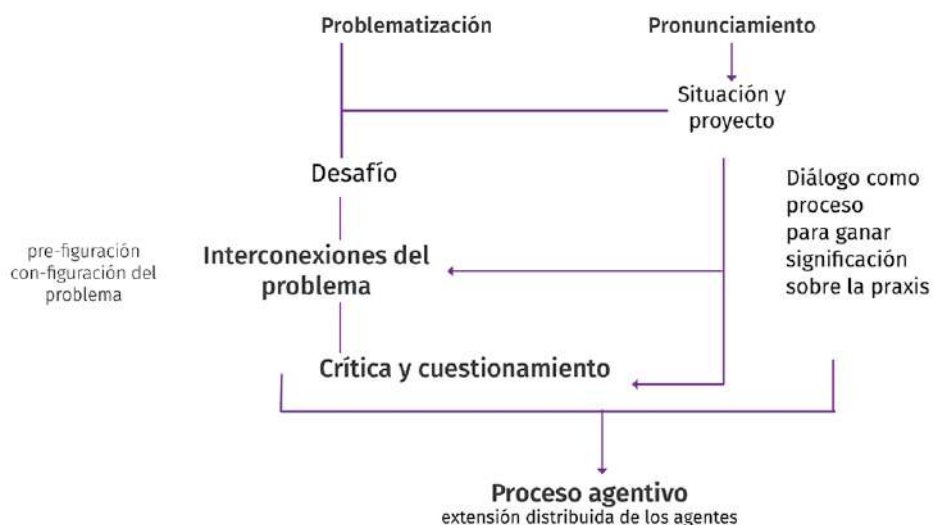 Problematización
Pronunciamiento
Situación y
proyecto
Desafío
Diálogo como
proceso
para ganar
significación
sobre la praxis
pre-figuración
con-figuración del
problema
Interconexiones del
problema
Crítica y cuestionamiento
Proceso agentivo
extensión distribuida de los agentes